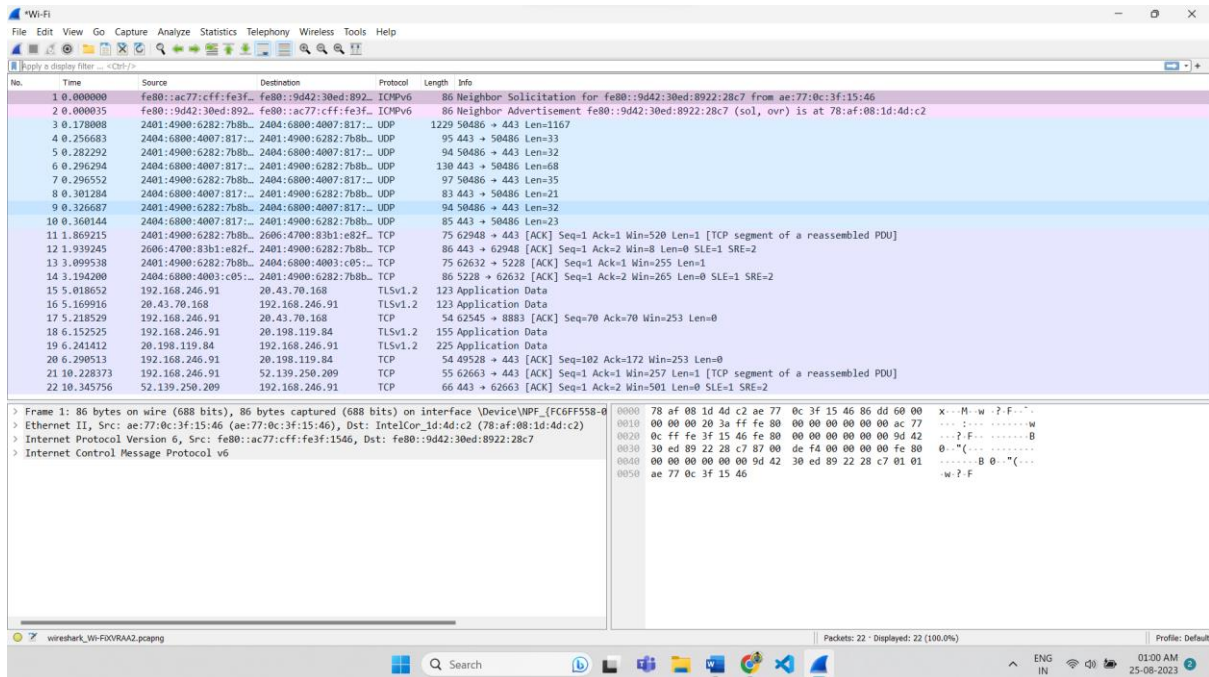 *Wi-Fi
File Edit View Go Capture Analyze Statistics Telephony Wireless Tools Help
Apply a display filter ... <Ctrl-/>
No. Time Source Destination Protocol Length Info
1 0.000000 fe80::ac77:cff:fe3f… fe80::9d42:30ed:892… ICMPv6 86 Neighbor Solicitation for fe80::9d42:30ed:8922:28c7 from ae:77:0c:3f:15:46
2 0.000035 fe80::9d42:30ed:892… fe80::ac77:cff:fe3f… ICMPv6 86 Neighbor Advertisement fe80::9d42:30ed:8922:28c7 (sol, ovr) is at 78:af:08:1d:4d:c2
3 0.178008 2401:4900:6282:7b8b… 2404:6800:4007:817:… UDP 1229 50486 → 443 Len=1167
4 0.256683 2404:6800:4007:817:… 2401:4900:6282:7b8b… UDP 95 443 → 50486 Len=33
5 0.282292 2401:4900:6282:7b8b… 2404:6800:4007:817:… UDP 94 50486 → 443 Len=32
6 0.296294 2404:6800:4007:817:… 2401:4900:6282:7b8b… UDP 130 443 → 50486 Len=68
7 0.296552 2401:4900:6282:7b8b… 2404:6800:4007:817:… UDP 97 50486 → 443 Len=35
8 0.301284 2404:6800:4007:817:… 2401:4900:6282:7b8b… UDP 83 443 → 50486 Len=21
9 0.326687 2401:4900:6282:7b8b… 2404:6800:4007:817:… UDP 94 50486 → 443 Len=32
10 0.360144 2404:6800:4007:817:… 2401:4900:6282:7b8b… UDP 85 443 → 50486 Len=23
11 1.869215 2401:4900:6282:7b8b… 2606:4700:83b1:e82f… TCP 75 62948 → 443 [ACK] Seq=1 Ack=1 Win=520 Len=1 [TCP segment of a reassembled PDU]
12 1.939245 2606:4700:83b1:e82f… 2401:4900:6282:7b8b… TCP 86 443 → 62948 [ACK] Seq=1 Ack=2 Win=8 Len=0 SLE=1 SRE=2
13 3.099538 2401:4900:6282:7b8b… 2404:6800:4003:c05:… TCP 75 62632 → 5228 [ACK] Seq=1 Ack=1 Win=255 Len=1
14 3.194200 2404:6800:4003:c05:… 2401:4900:6282:7b8b… TCP 86 5228 → 62632 [ACK] Seq=1 Ack=2 Win=265 Len=0 SLE=1 SRE=2
15 5.018652 192.168.246.91 20.43.70.168 TLSv1.2 123 Application Data
16 5.169916 20.43.70.168 192.168.246.91 TLSv1.2 123 Application Data
17 5.218529 192.168.246.91 20.43.70.168 TCP 54 62545 → 8883 [ACK] Seq=70 Ack=70 Win=253 Len=0
18 6.152525 192.168.246.91 20.198.119.84 TLSv1.2 155 Application Data
19 6.241412 20.198.119.84 192.168.246.91 TLSv1.2 225 Application Data
20 6.290513 192.168.246.91 20.198.119.84 TCP 54 49528 → 443 [ACK] Seq=102 Ack=172 Win=253 Len=0
21 10.228373 192.168.246.91 52.139.250.209 TCP 55 62663 → 443 [ACK] Seq=1 Ack=1 Win=257 Len=1 [TCP segment of a reassembled PDU]
22 10.345756 52.139.250.209 192.168.246.91 TCP 66 443 → 62663 [ACK] Seq=1 Ack=2 Win=501 Len=0 SLE=1 SRE=2
> Frame 1: 86 bytes on wire (688 bits), 86 bytes captured (688 bits) on interface \Device\NPF_{FC6FF558-0
> Ethernet II, Src: ae:77:0c:3f:15:46 (ae:77:0c:3f:15:46), Dst: IntelCor_1d:4d:c2 (78:af:08:1d:4d:c2)
> Internet Protocol Version 6, Src: fe80::ac77:cff:fe3f:1546, Dst: fe80::9d42:30ed:8922:28c7
> Internet Control Message Protocol v6
0000 78 af 08 1d 4d c2 ae 77 0c 3f 15 46 86 dd 60 00 x···M··w ·?·F··`·
0010 00 00 00 20 3a ff fe 80 00 00 00 00 00 00 ac 77 ··· :··· ·······w
0020 0c ff fe 3f 15 46 fe 80 00 00 00 00 00 00 9d 42 ···?·F·· ·······B
0030 30 ed 89 22 28 c7 87 00 de f4 00 00 00 00 fe 80 0··"(··· ········
0040 00 00 00 00 00 00 9d 42 30 ed 89 22 28 c7 01 01 ·······B 0··"(···
0050 ae 77 0c 3f 15 46 ·w·?·F
wireshark_Wi-FiXVRAA2.pcapng
Packets: 22 · Displayed: 22 (100.0%)
Profile: Default
Search
ENG
IN
01:00 AM
25-08-2023
2